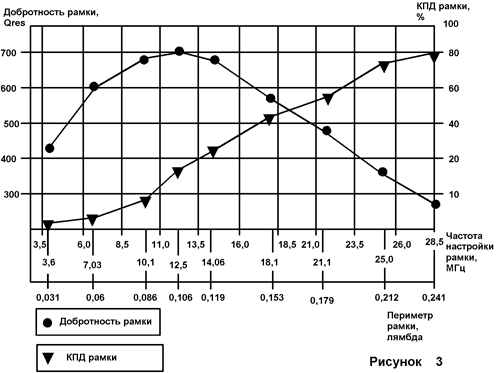 Добротность рамки,
Qres
КПД рамки,
%
100
700
80
600
60
500
40
400
20
300
10
3,5 6,0 8,5 11,0 13,5 16,0 18,5 21,0 23,5 26,0 28,5
3,6 7,03 10,1 12,5 14,06 18,1 21,1 25,0
Частота
настройки
рамки,
МГц
0,031 0,06 0,086 0,106 0,119 0,153 0,179 0,212 0,241
Периметр
рамки,
лямбда
Добротность рамки
КПД рамки
Рисунок 3